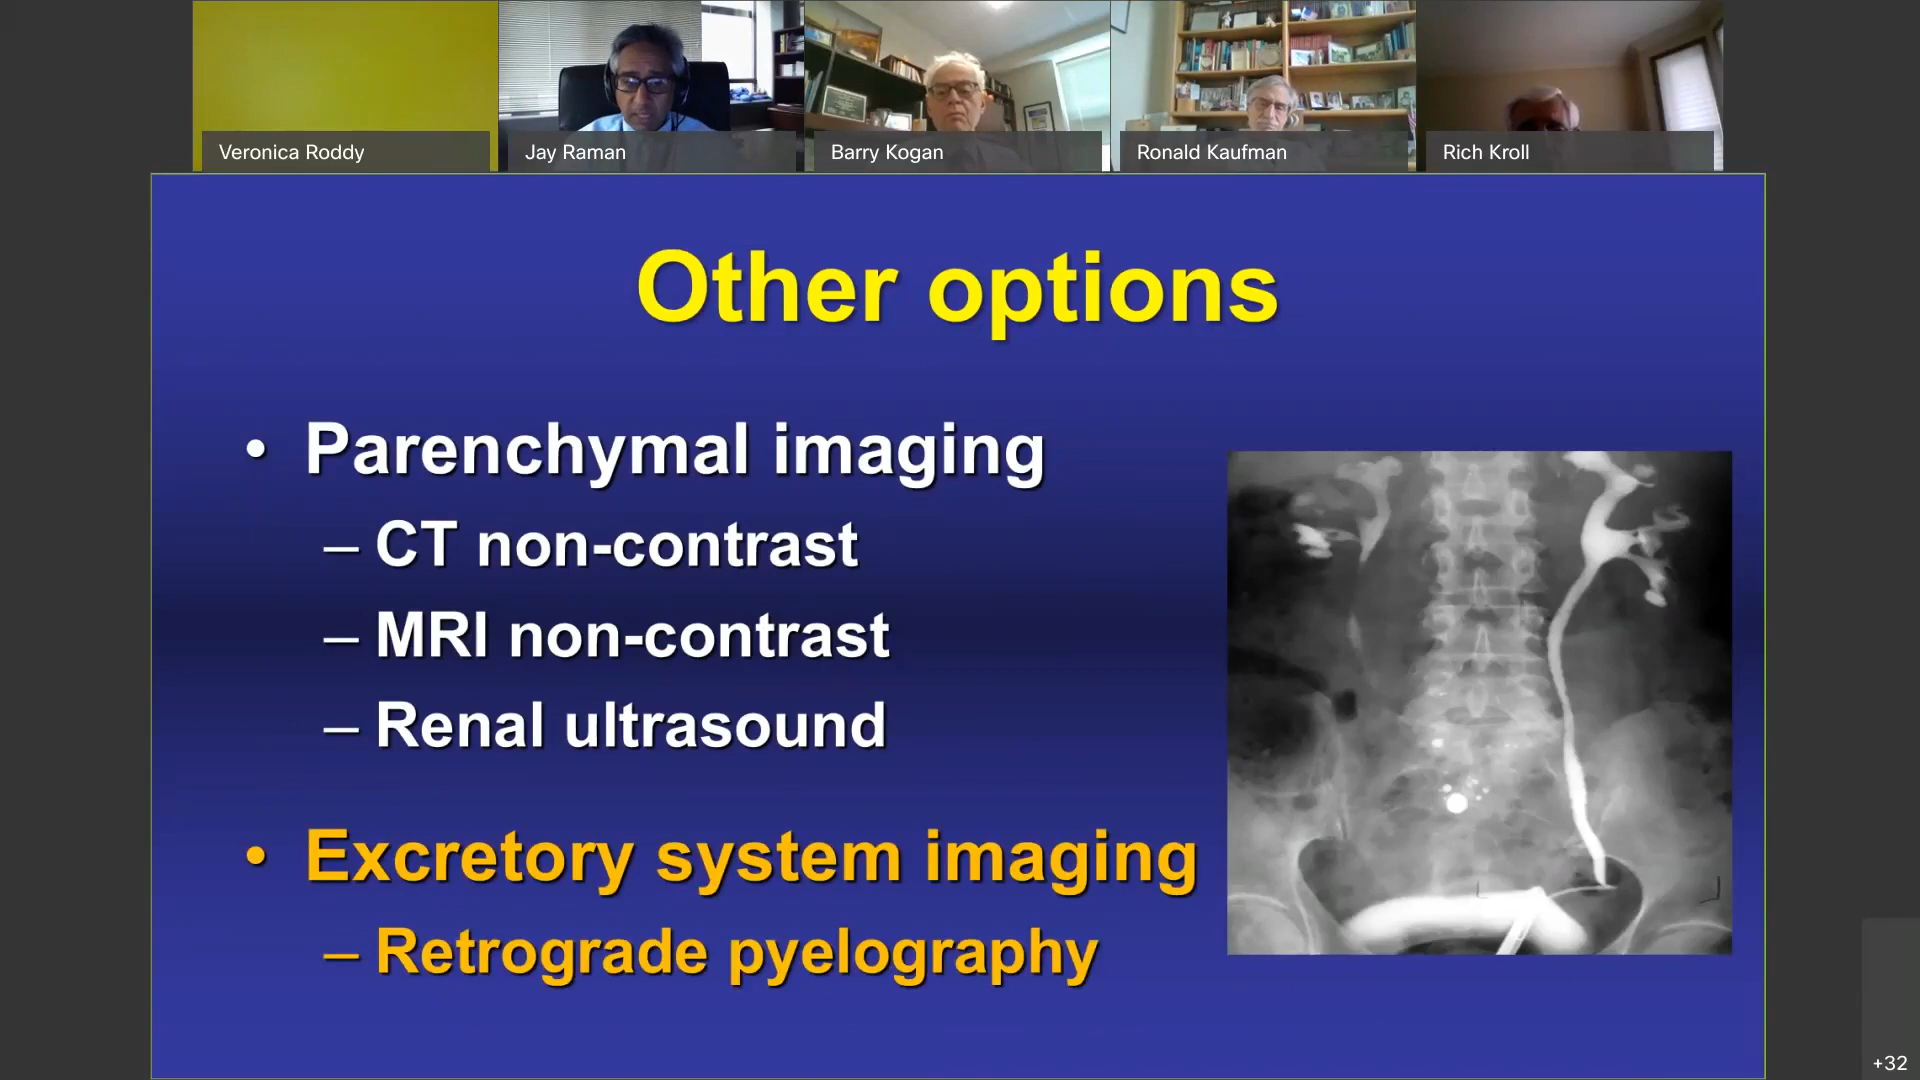 Veronica Roddy
Jay Raman
Barry Kogan
Ronald Kaufman
Rich Kroll
Other options
• Parenchymal imaging
– CT non-contrast
– MRI non-contrast
– Renal ultrasound
• Excretory system imaging
– Retrograde pyelography
+32